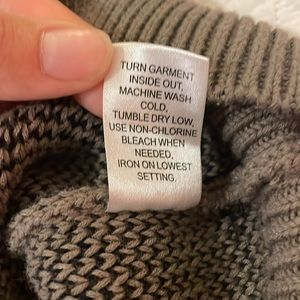 TURN GARMENT
INSIDE OUT.
MACHINE WASH
COLD,
TUMBLE DRY LOW,
USE NON-CHLORINE
BLEACH WHEN
NEEDED,
IRON ON LOWEST
SETTING.